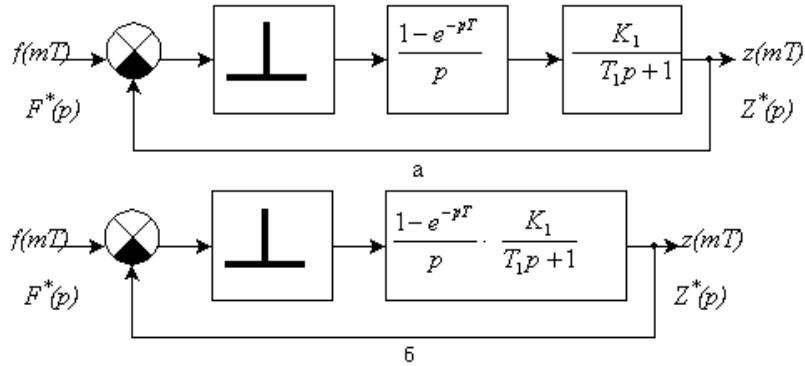 f(mT)
F*(p)
1 − e^{−pT} / p
K₁ / T₁p + 1
z(mT)
Z*(p)
а
f(mT)
F*(p)
1 − e^{−pT} / p · K₁ / T₁p + 1
z(mT)
Z*(p)
б